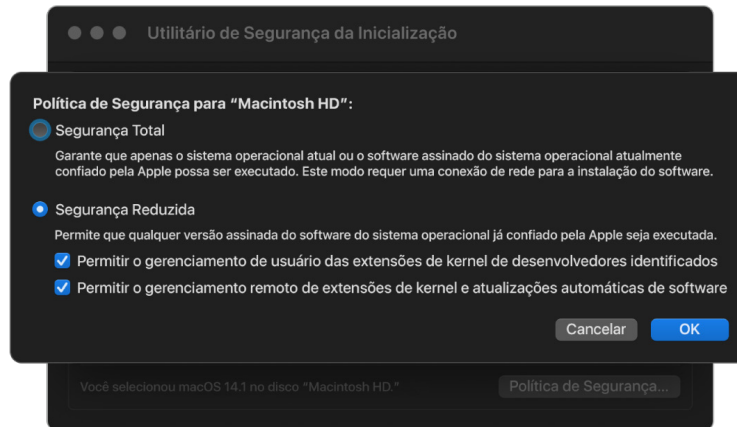 Utilitário de Segurança da Inicialização
Política de Segurança para “Macintosh HD”:
Segurança Total
Garante que apenas o sistema operacional atual ou o software assinado do sistema operacional atualmente
confiado pela Apple possa ser executado. Este modo requer uma conexão de rede para a instalação do software.
Segurança Reduzida
Permite que qualquer versão assinada do software do sistema operacional já confiado pela Apple seja executada.
Permitir o gerenciamento de usuário das extensões de kernel de desenvolvedores identificados
Permitir o gerenciamento remoto de extensões de kernel e atualizações automáticas de software
Cancelar OK
Você selecionou macOS 14.1 no disco “Macintosh HD.” Política de Segurança...